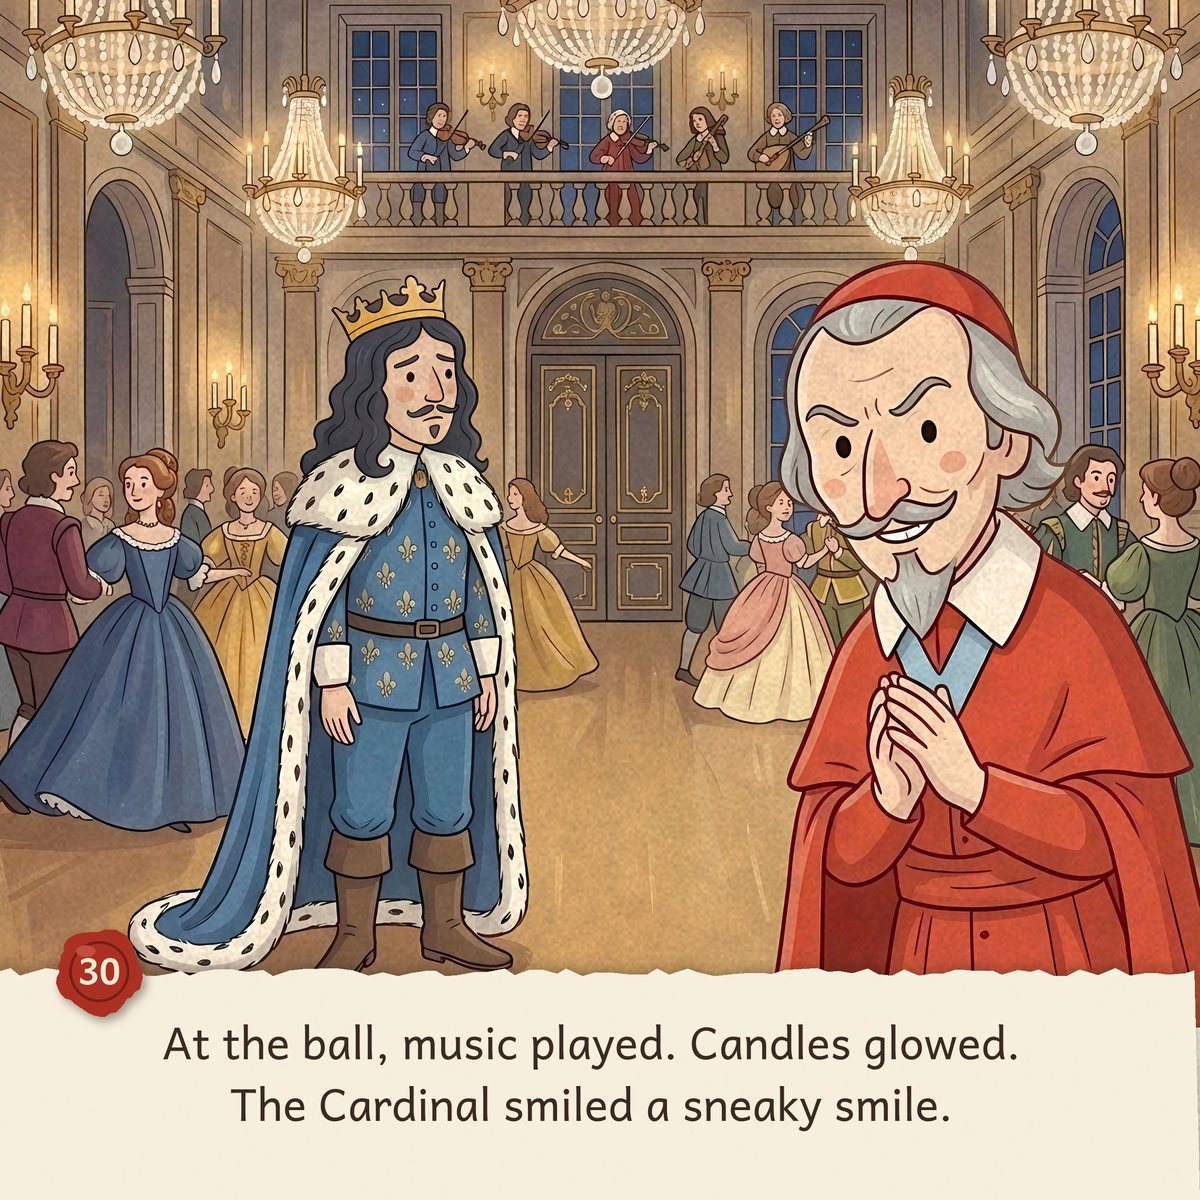 30
At the ball, music played. Candles glowed.
The Cardinal smiled a sneaky smile.